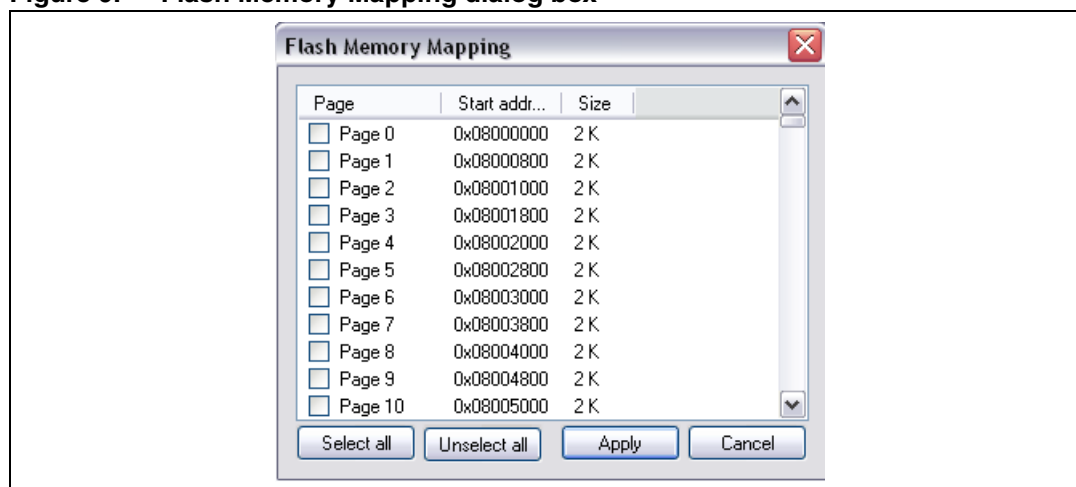 Flash Memory Mapping
Page Start addr... Size
Page 0 0x08000000 2 K
Page 1 0x08000800 2 K
Page 2 0x08001000 2 K
Page 3 0x08001800 2 K
Page 4 0x08002000 2 K
Page 5 0x08002800 2 K
Page 6 0x08003000 2 K
Page 7 0x08003800 2 K
Page 8 0x08004000 2 K
Page 9 0x08004800 2 K
Page 10 0x08005000 2 K
Select all Unselect all Apply Cancel